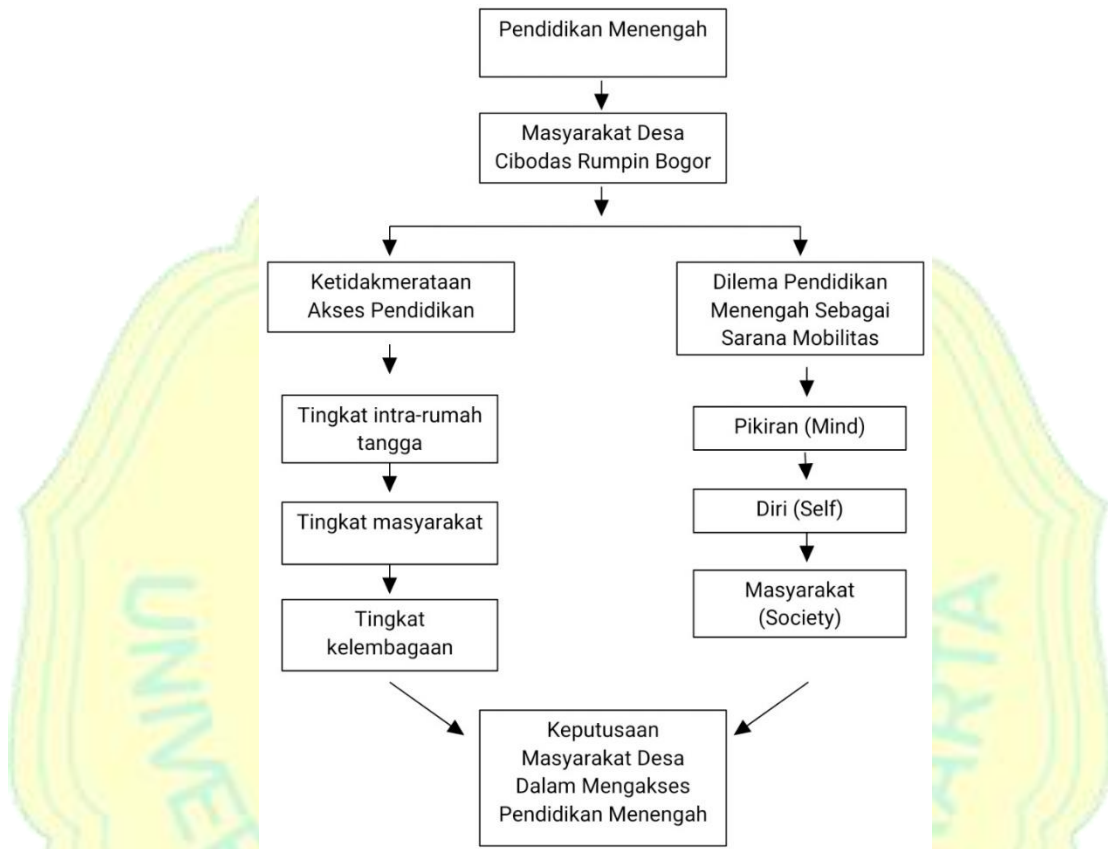 Pendidikan Menengah
Masyarakat Desa
Cibodas Rumpin Bogor
Ketidakmerataan
Akses Pendidikan
Dilema Pendidikan
Menengah Sebagai
Sarana Mobilitas
Tingkat intra-rumah
tangga
Pikiran (Mind)
Tingkat masyarakat
Diri (Self)
Tingkat
kelembagaan
Masyarakat
(Society)
Keputusaan
Masyarakat Desa
Dalam Mengakses
Pendidikan Menengah